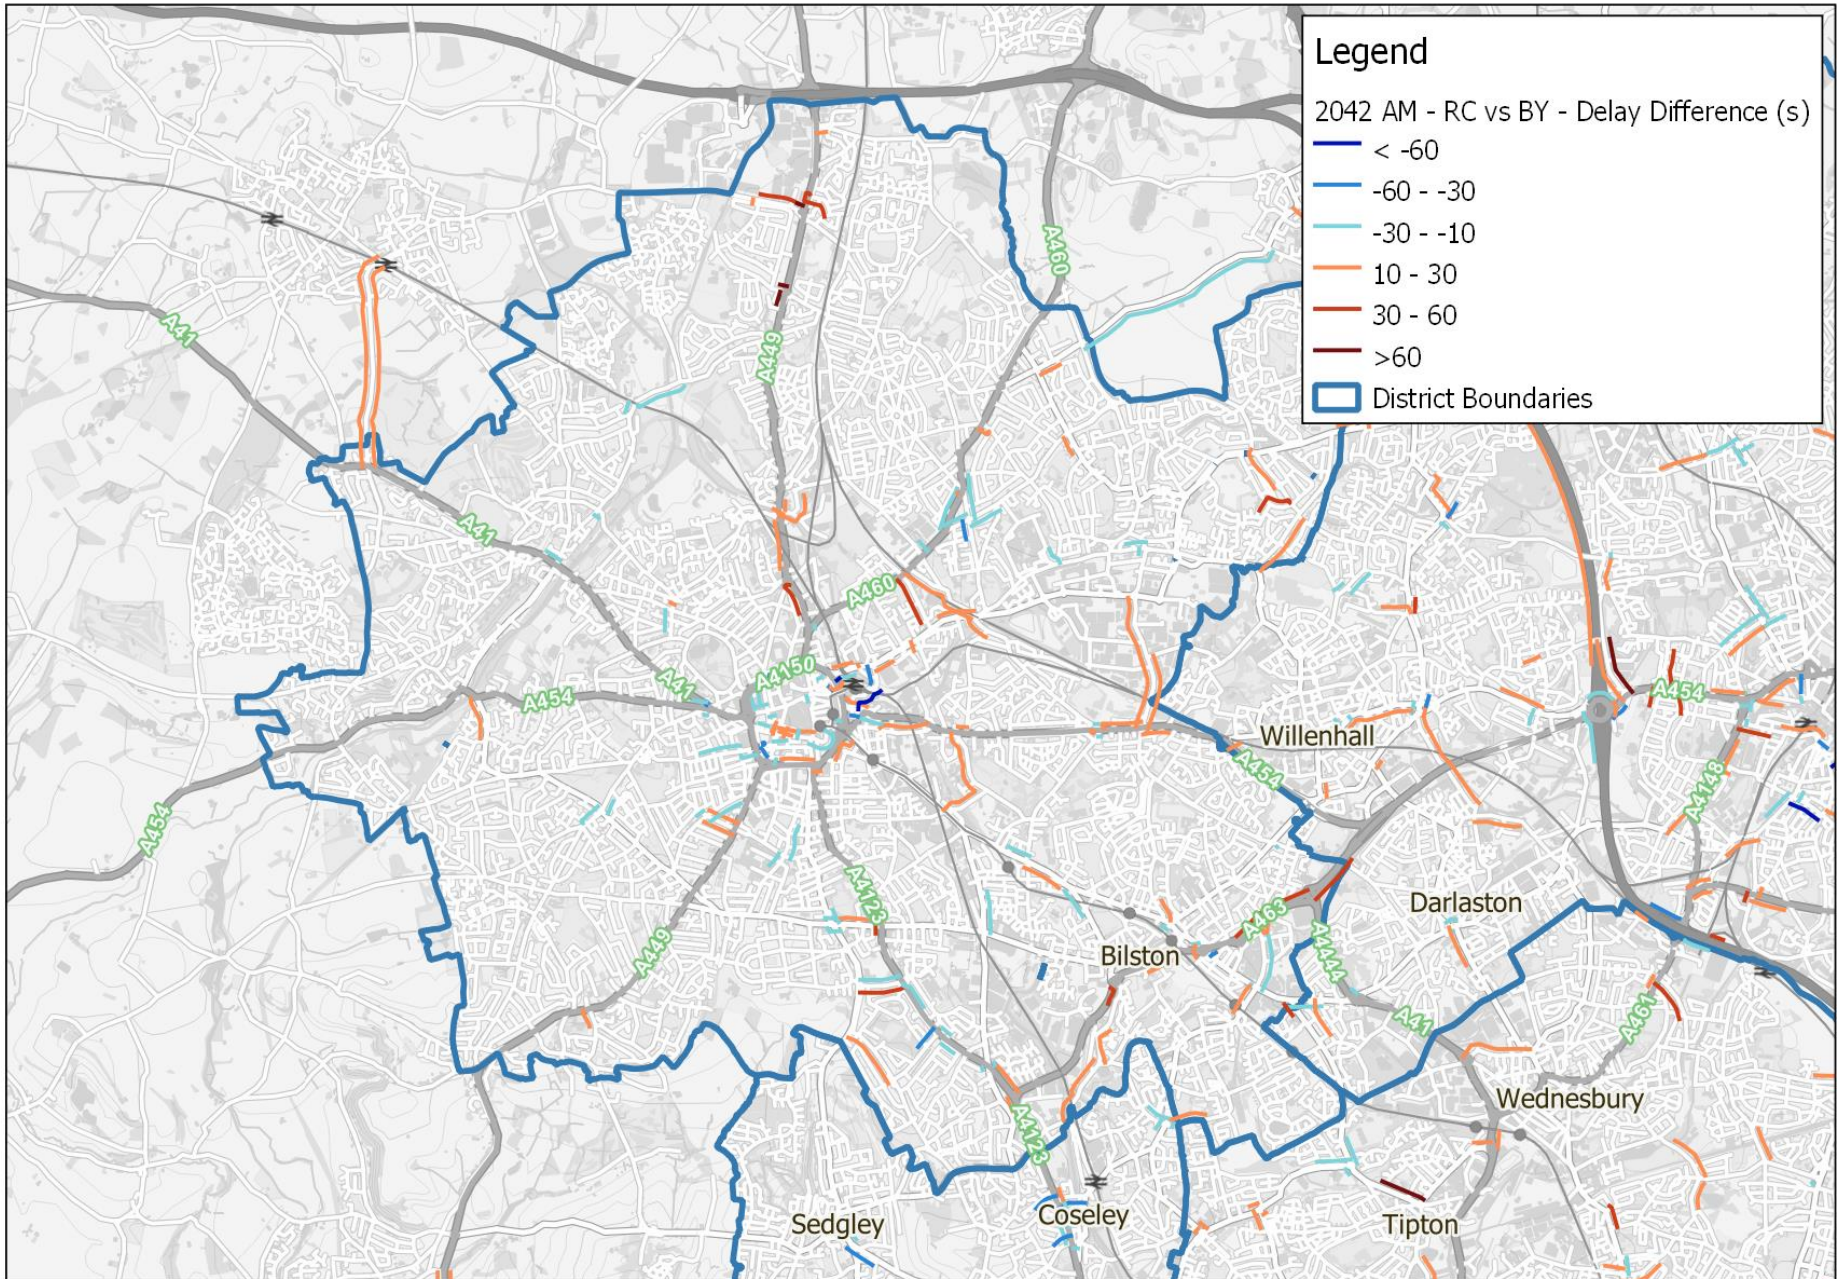 Legend
2042 AM - RC vs BY - Delay Difference (s)
< -60
-60 - -30
-30 - -10
10 - 30
30 - 60
>60
District Boundaries
A460
A41
A449
A41
A460
A4150
A41
A454
A454
Willenhall
A454
A4148
A454
A4123
Darlaston
A463
A449
Bilston
A4444
A41
A461
Wednesbury
A4123
Sedgley
Coseley
Tipton